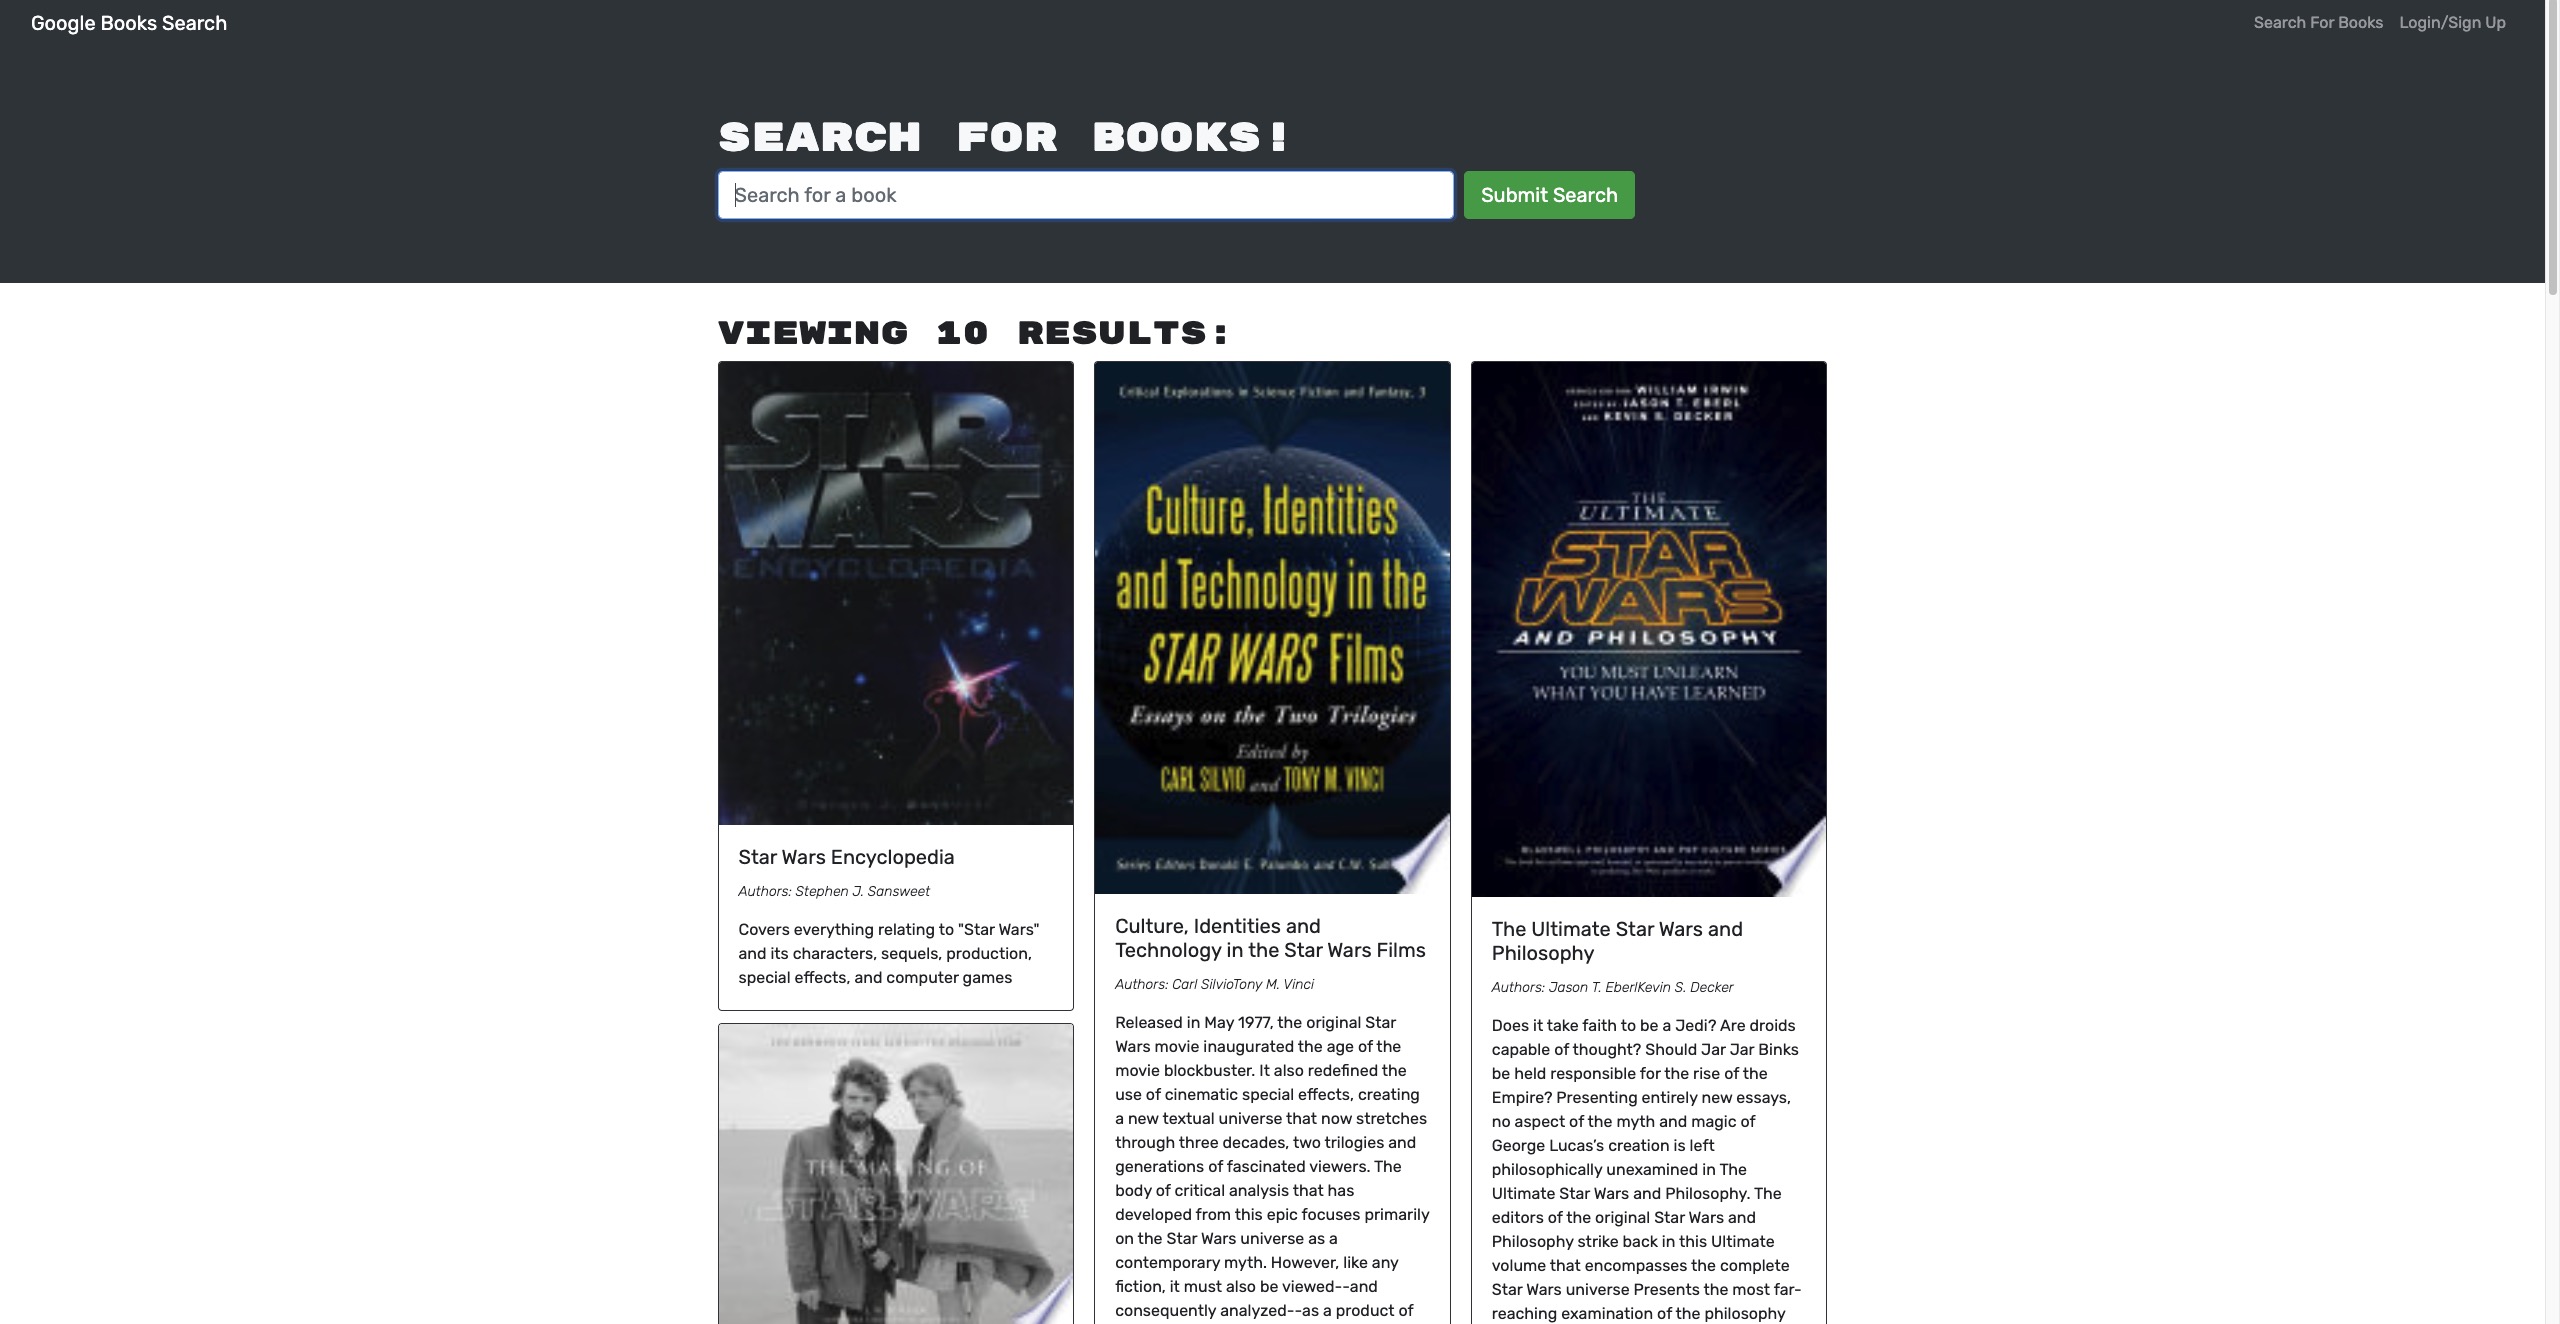 Google Books Search
Search For Books
Login/Sign Up
SEARCH FOR BOOKS!
Search for a book
Submit Search
VIEWING 10 RESULTS:
STAR
WARS
ENCYCLOPEDIA
Star Wars Encyclopedia
Authors: Stephen J. Sansweet
Covers everything relating to "Star Wars"
and its characters, sequels, production,
special effects, and computer games
THE MAKING OF
STAR WARS
Critical Explorations in Science Fiction and Fantasy, 3
Culture, Identities
and Technology in the
STAR WARS Films
Essays on the Two Trilogies
Edited by
CARL SILVIO and TONY M. VINCI
Series Editors Donald E. Palumbo and C.W.
Culture, Identities and
Technology in the Star Wars Films
Authors: Carl SilvioTony M. Vinci
Released in May 1977, the original Star
Wars movie inaugurated the age of the
movie blockbuster. It also redefined the
use of cinematic special effects, creating
a new textual universe that now stretches
through three decades, two trilogies and
generations of fascinated viewers. The
body of critical analysis that has
developed from this epic focuses primarily
on the Star Wars universe as a
contemporary myth. However, like any
fiction, it must also be viewed--and
consequently analyzed--as a product of
WILLIAM IRWIN
EDITED BY JASON T. EBERL
AND KEVIN S. DECKER
THE
ULTIMATE
STAR
WARS
AND PHILOSOPHY
YOU MUST UNLEARN
WHAT YOU HAVE LEARNED
BLACKWELL PHILOSOPHY AND POP CULTURE SERIES
The Ultimate Star Wars and
Philosophy
Authors: Jason T. EberlKevin S. Decker
Does it take faith to be a Jedi? Are droids
capable of thought? Should Jar Jar Binks
be held responsible for the rise of the
Empire? Presenting entirely new essays,
no aspect of the myth and magic of
George Lucas's creation is left
philosophically unexamined in The
Ultimate Star Wars and Philosophy. The
editors of the original Star Wars and
Philosophy strike back in this Ultimate
volume that encompasses the complete
Star Wars universe Presents the most far-
reaching examination of the philosophy